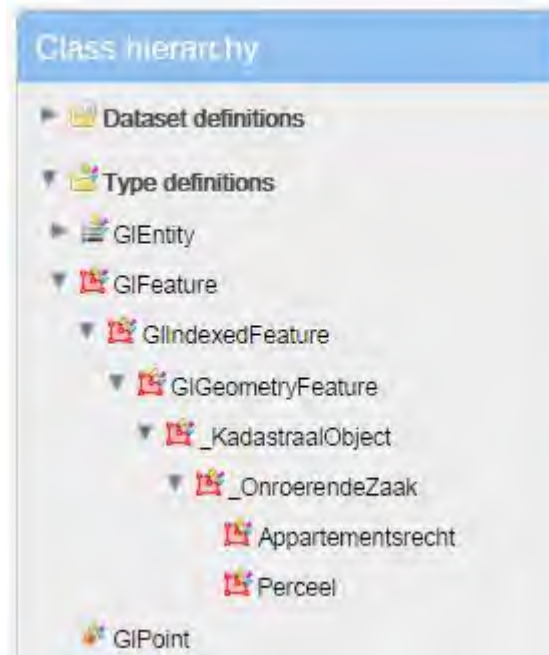 Class hierarchy
Dataset definitions
Type definitions
GIEntity
GIFeature
GIIndexedFeature
GIGeometryFeature
_KadastraalObject
_OnroerendeZaak
Appartementsrecht
Perceel
GIPoint